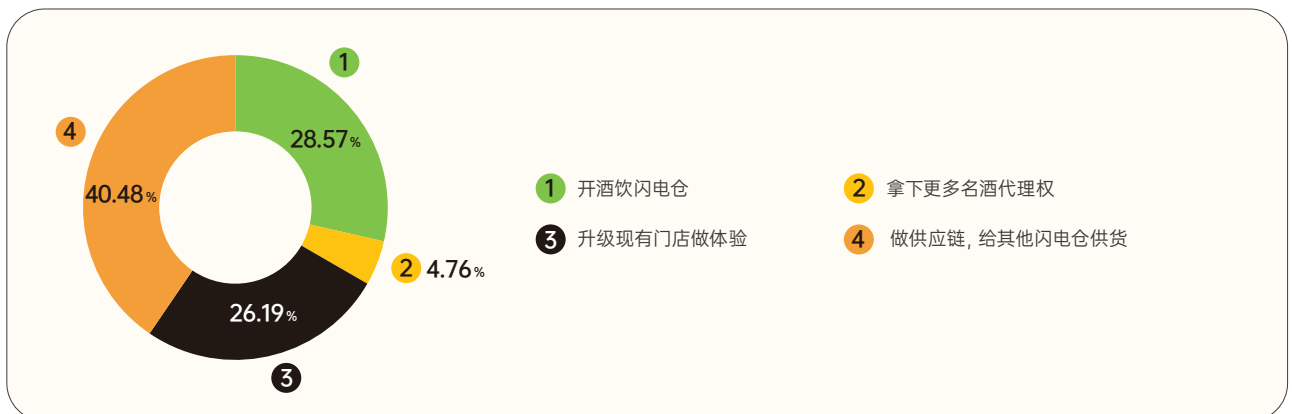 1
28.57%
4
40.48%
2 4.76%
26.19%
3
1 开酒饮闪电仓
2 拿下更多名酒代理权
3 升级现有门店做体验
4 做供应链, 给其他闪电仓供货